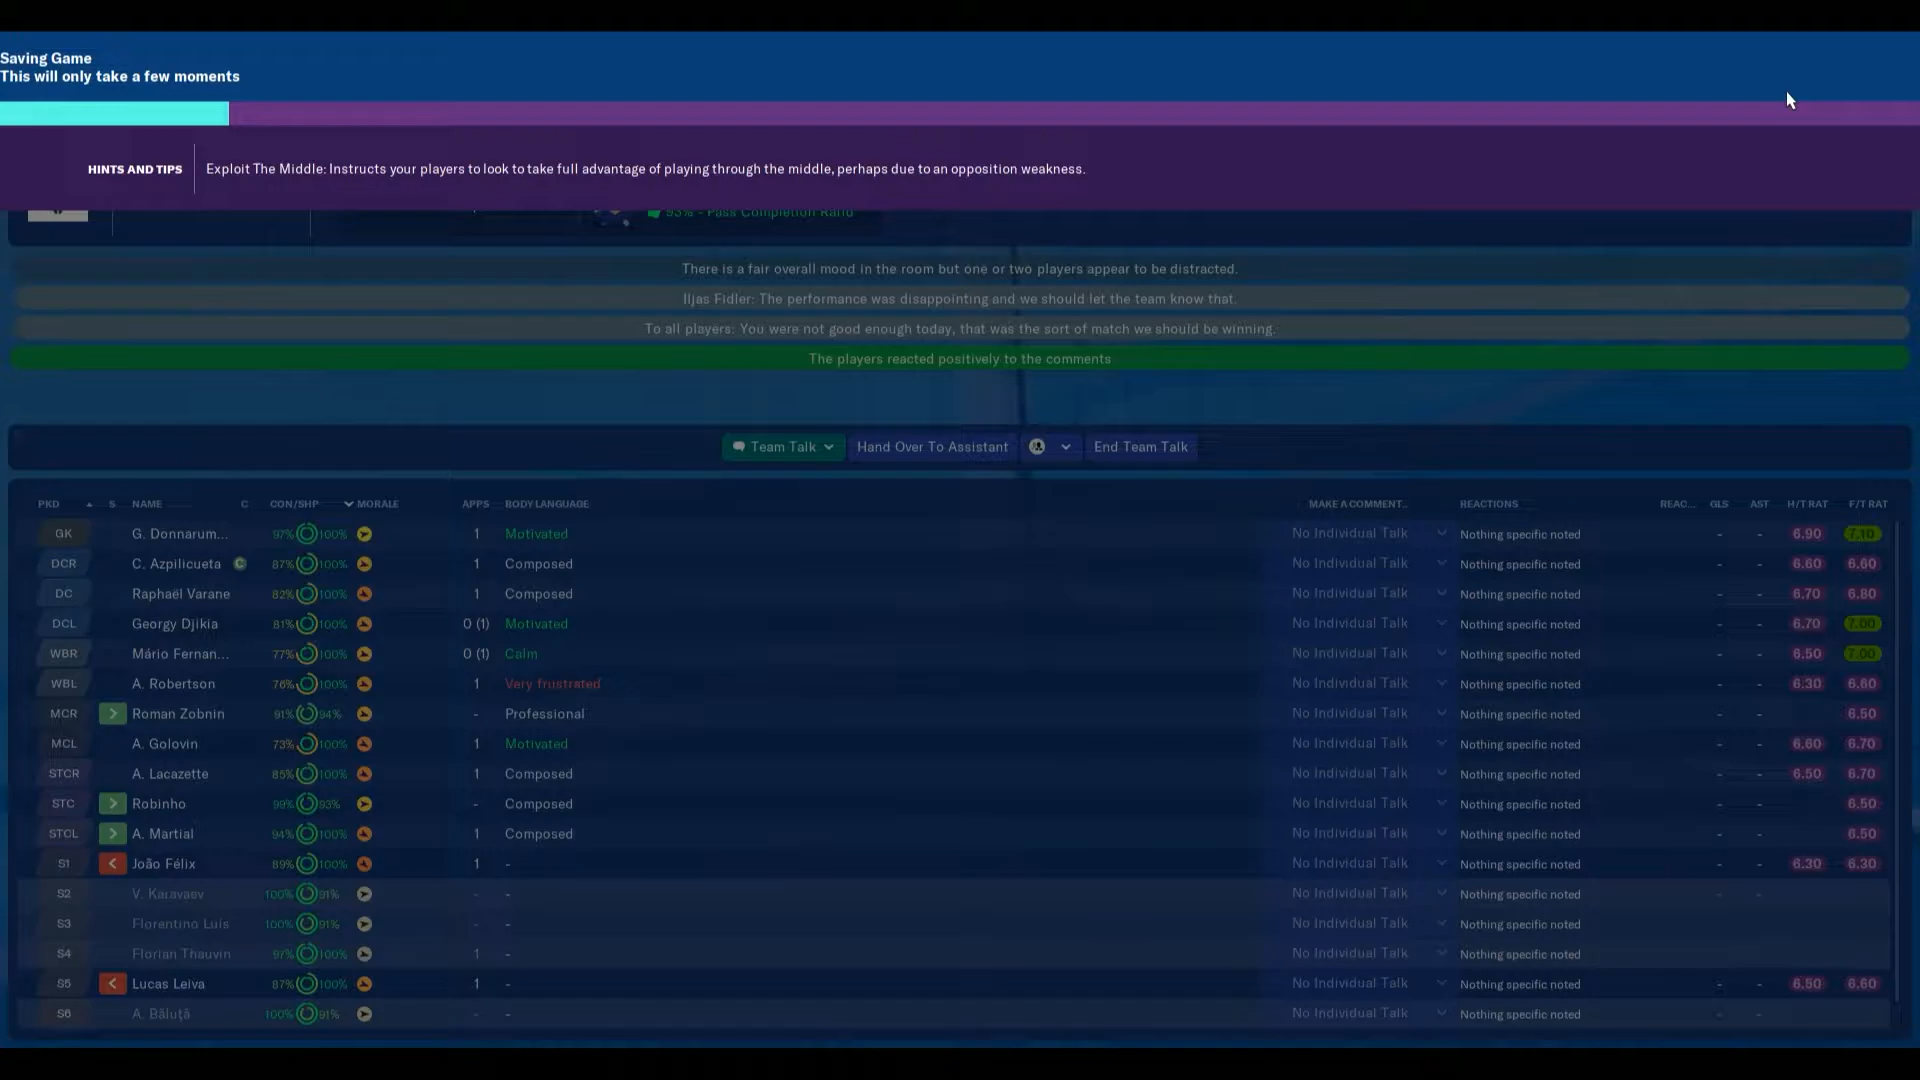 Saving Game
This will only take a few moments
HINTS AND TIPS Exploit The Middle: Instructs your players to look to take full advantage of playing through the middle, perhaps due to an opposition weakness.
93% - Pass Completion Ratio
There is a fair overall mood in the room but one or two players appear to be distracted.
Iljas Fidler: The performance was disappointing and we should let the team know that.
To all players: You were not good enough today, that was the sort of match we should be winning.
The players reacted positively to the comments
Team Talk Hand Over To Assistant End Team Talk
PKD S NAME C CON/SHP MORALE APPS BODY LANGUAGE MAKE A COMMENT... REACTIONS REAC... GLS AST H/T RAT F/T RAT
GK G. Donnarum... 97% 100% 1 Motivated No Individual Talk Nothing specific noted - - 6.90 7.10
DCR C. Azpilicueta C 87% 100% 1 Composed No Individual Talk Nothing specific noted - - 6.60 6.60
DC Raphaël Varane 82% 100% 1 Composed No Individual Talk Nothing specific noted - - 6.70 6.80
DCL Georgy Djikia 81% 100% 0 (1) Motivated No Individual Talk Nothing specific noted - - 6.70 7.00
WBR Mário Fernan... 77% 100% 0 (1) Calm No Individual Talk Nothing specific noted - - 6.50 7.00
WBL A. Robertson 76% 100% 1 Very frustrated No Individual Talk Nothing specific noted - - 6.30 6.60
MCR Roman Zobnin 91% 94% - Professional No Individual Talk Nothing specific noted - - 6.50
MCL A. Golovin 73% 100% 1 Motivated No Individual Talk Nothing specific noted - - 6.60 6.70
STCR A. Lacazette 85% 100% 1 Composed No Individual Talk Nothing specific noted - - 6.50 6.70
STC Robinho 99% 93% - Composed No Individual Talk Nothing specific noted - - 6.50
STCL A. Martial 94% 100% 1 Composed No Individual Talk Nothing specific noted - - 6.50
S1 João Félix 89% 100% 1 - No Individual Talk Nothing specific noted - - 6.30 6.30
S2 V. Karavaev 100% 91% - - No Individual Talk Nothing specific noted - -
S3 Florentino Luís 100% 91% - - No Individual Talk Nothing specific noted - -
S4 Florian Thauvin 97% 100% 1 - No Individual Talk Nothing specific noted - -
S5 Lucas Leiva 87% 100% 1 - No Individual Talk Nothing specific noted - - 6.50 6.60
S6 A. Băluță 100% 91% - - No Individual Talk Nothing specific noted - -